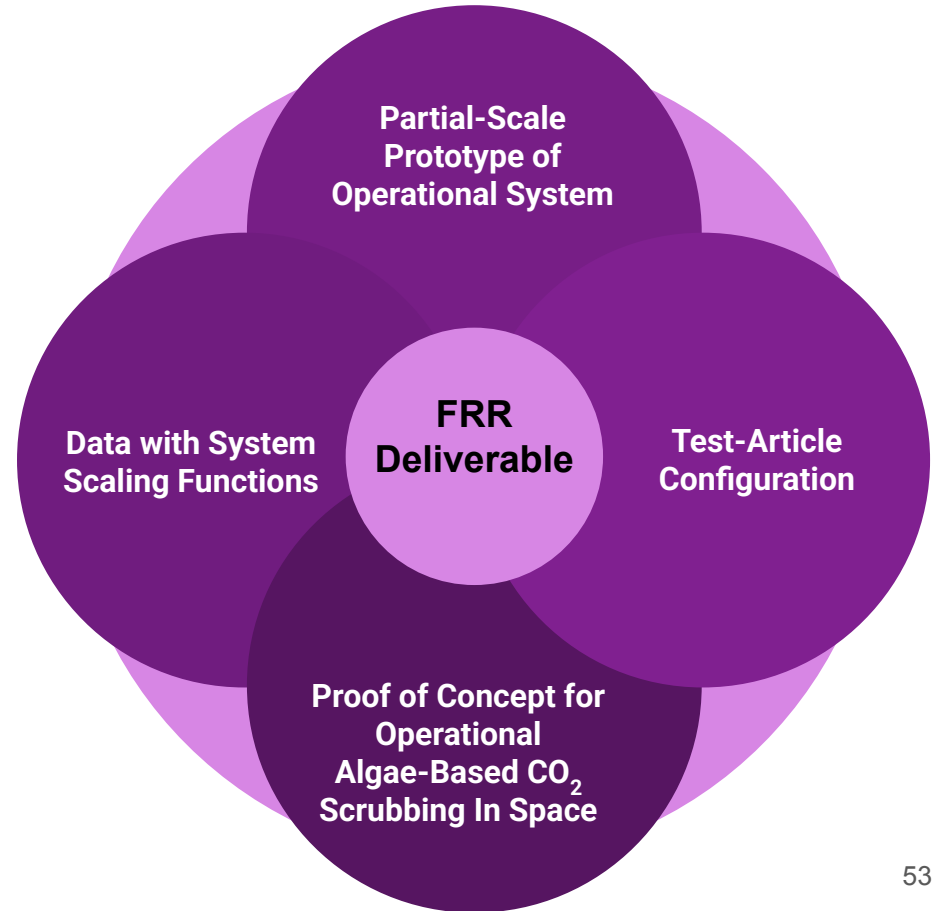 Partial-Scale
Prototype of
Operational System
Data with System
Scaling Functions
FRR
Deliverable
Test-Article
Configuration
Proof of Concept for
Operational
Algae-Based CO₂
Scrubbing In Space
53